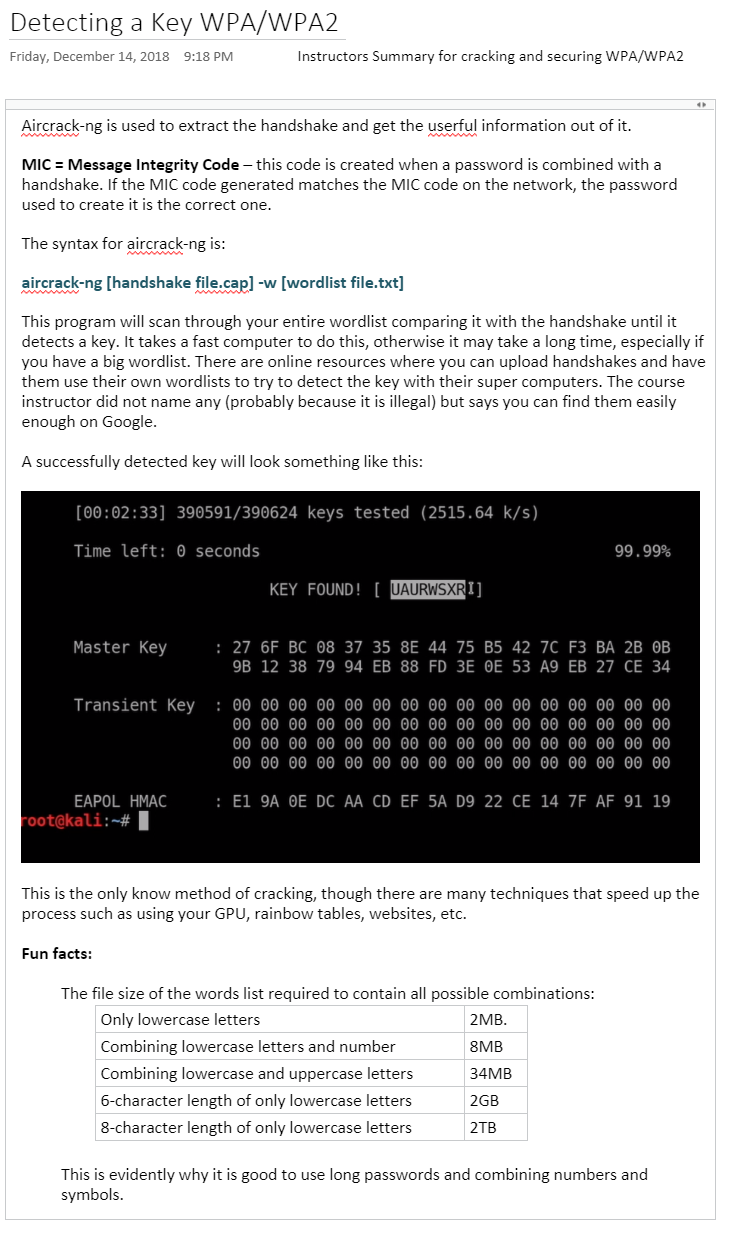 Detecting a Key WPA/WPA2
Friday, December 14, 2018 9:18 PM Instructors Summary for cracking and securing WPA/WPA2
Aircrack-ng is used to extract the handshake and get the userful information out of it.
MIC = Message Integrity Code – this code is created when a password is combined with a
handshake. If the MIC code generated matches the MIC code on the network, the password
used to create it is the correct one.
The syntax for aircrack-ng is:
aircrack-ng [handshake file.cap] -w [wordlist file.txt]
This program will scan through your entire wordlist comparing it with the handshake until it
detects a key. It takes a fast computer to do this, otherwise it may take a long time, especially if
you have a big wordlist. There are online resources where you can upload handshakes and have
them use their own wordlists to try to detect the key with their super computers. The course
instructor did not name any (probably because it is illegal) but says you can find them easily
enough on Google.
A successfully detected key will look something like this:
[00:02:33] 390591/390624 keys tested (2515.64 k/s)
Time left: 0 seconds 99.99%
KEY FOUND! [ UAURWSXR ]
Master Key : 27 6F BC 08 37 35 8E 44 75 B5 42 7C F3 BA 2B 0B
9B 12 38 79 94 EB 88 FD 3E 0E 53 A9 EB 27 CE 34
Transient Key : 00 00 00 00 00 00 00 00 00 00 00 00 00 00 00 00
00 00 00 00 00 00 00 00 00 00 00 00 00 00 00 00
00 00 00 00 00 00 00 00 00 00 00 00 00 00 00 00
00 00 00 00 00 00 00 00 00 00 00 00 00 00 00 00
EAPOL HMAC : E1 9A 0E DC AA CD EF 5A D9 22 CE 14 7F AF 91 19
root@kali:~#
This is the only know method of cracking, though there are many techniques that speed up the
process such as using your GPU, rainbow tables, websites, etc.
Fun facts:
The file size of the words list required to contain all possible combinations:
Only lowercase letters 2MB.
Combining lowercase letters and number 8MB
Combining lowercase and uppercase letters 34MB
6-character length of only lowercase letters 2GB
8-character length of only lowercase letters 2TB
This is evidently why it is good to use long passwords and combining numbers and
symbols.